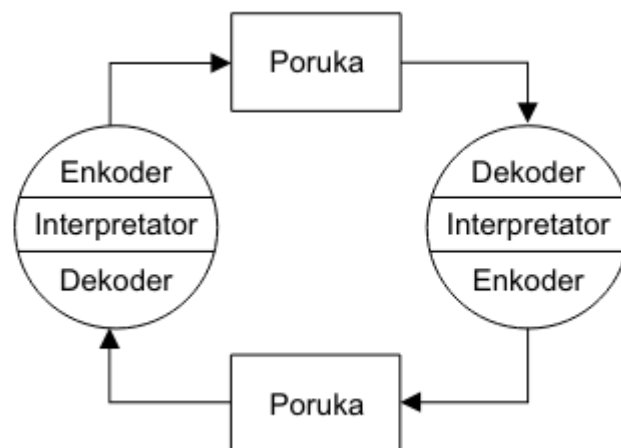 Poruka
Enkoder
Interpretator
Dekoder
Dekoder
Interpretator
Enkoder
Poruka